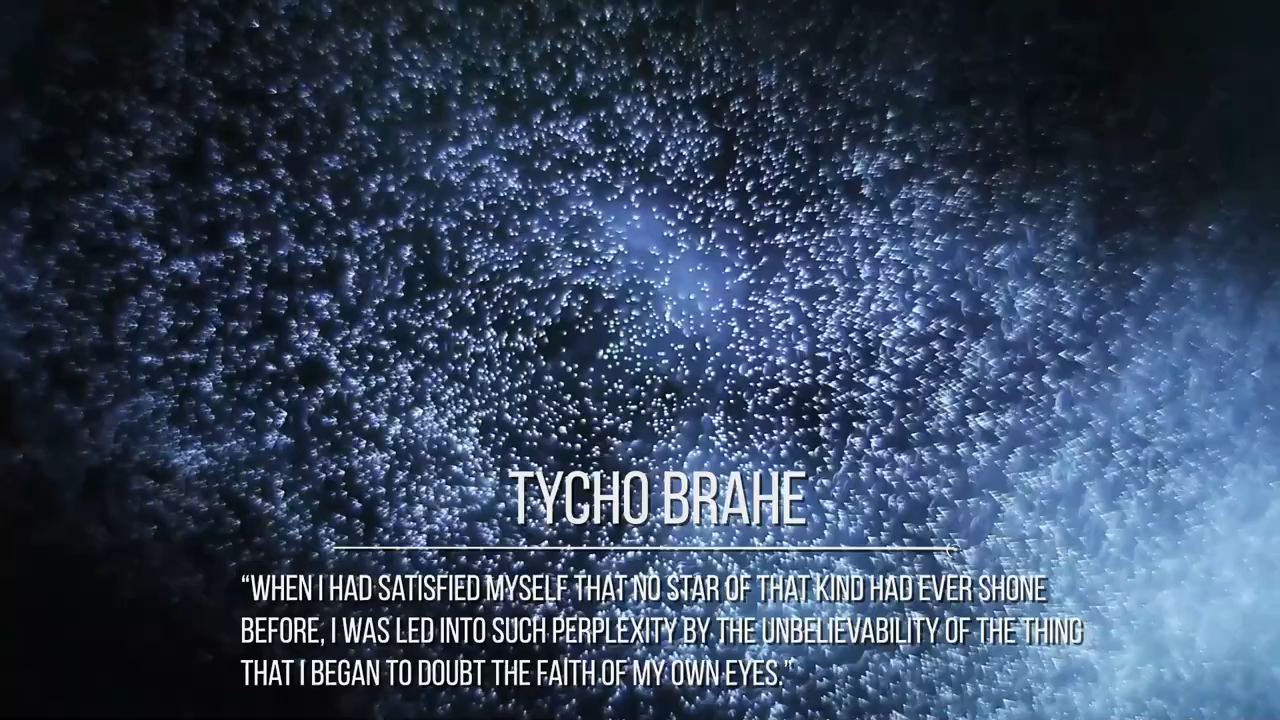 TYCHO BRAHE
“WHEN I HAD SATISFIED MYSELF THAT NO STAR OF THAT KIND HAD EVER SHONE
BEFORE, I WAS LED INTO SUCH PERPLEXITY BY THE UNBELIEVABILITY OF THE THING
THAT I BEGAN TO DOUBT THE FAITH OF MY OWN EYES.”